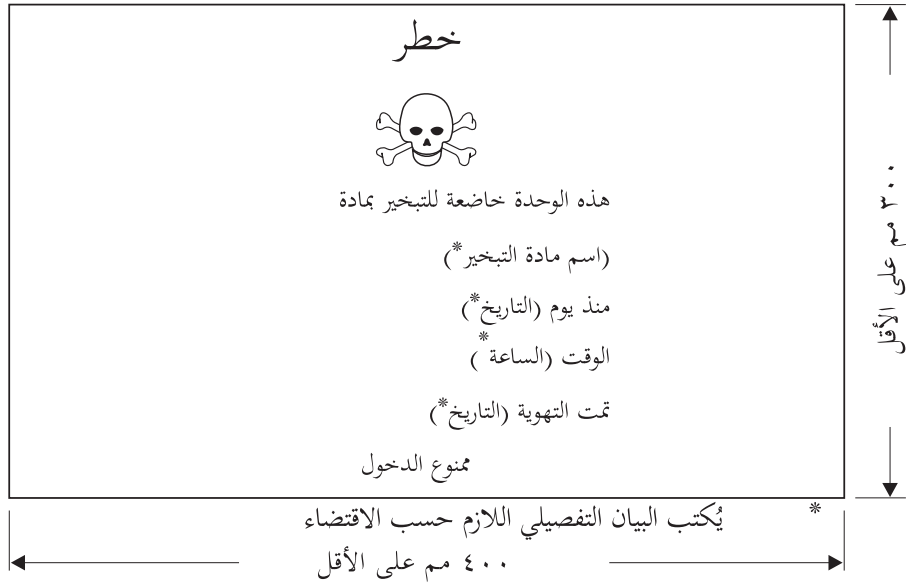 خطر
هذه الوحدة خاضعة للتبخير بمادة
(اسم مادة التبخير*)
منذ يوم (التاريخ*)
الوقت (الساعة*)
تمت التهوية (التاريخ*)
ممنوع الدخول
٣٠٠ مم على الأقل
* يُكتب البيان التفصيلي اللازم حسب الاقتضاء
٤٠٠ مم على الأقل